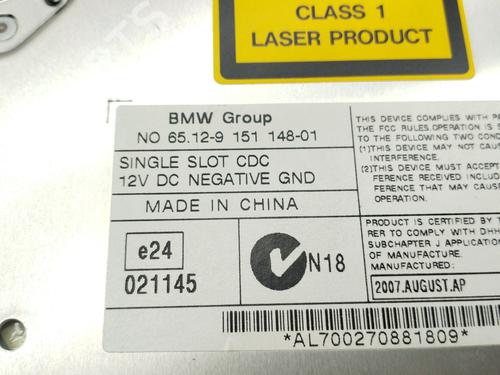 CLASS 1
LASER PRODUCT
BMW Group
NO 65.12-9 151 148-01
SINGLE SLOT CDC
12V DC NEGATIVE GND
MADE IN CHINA
e24
021145
N18
THIS DEVICE COMPLIES WITH
THE FCC RULES.OPERATION IS
TO THE FOLLOWING TWO CONDI
(1)THIS DEVICE MAY NOT CAU
INTERFERENCE.
(2)THIS DEVICE MUST ACCEPT
FERENCE RECEIVED INCLUD
FERENCE THAT MAY CAUSE
OPERATION.
PRODUCT IS CERTIFIED BY T
RER TO COMPLY WITH DHH
SUBCHAPTER J APPLICATION
OF MANUFACTURE.
MANUFACTURED:
2007.AUGUST.AP
*AL700270881809*